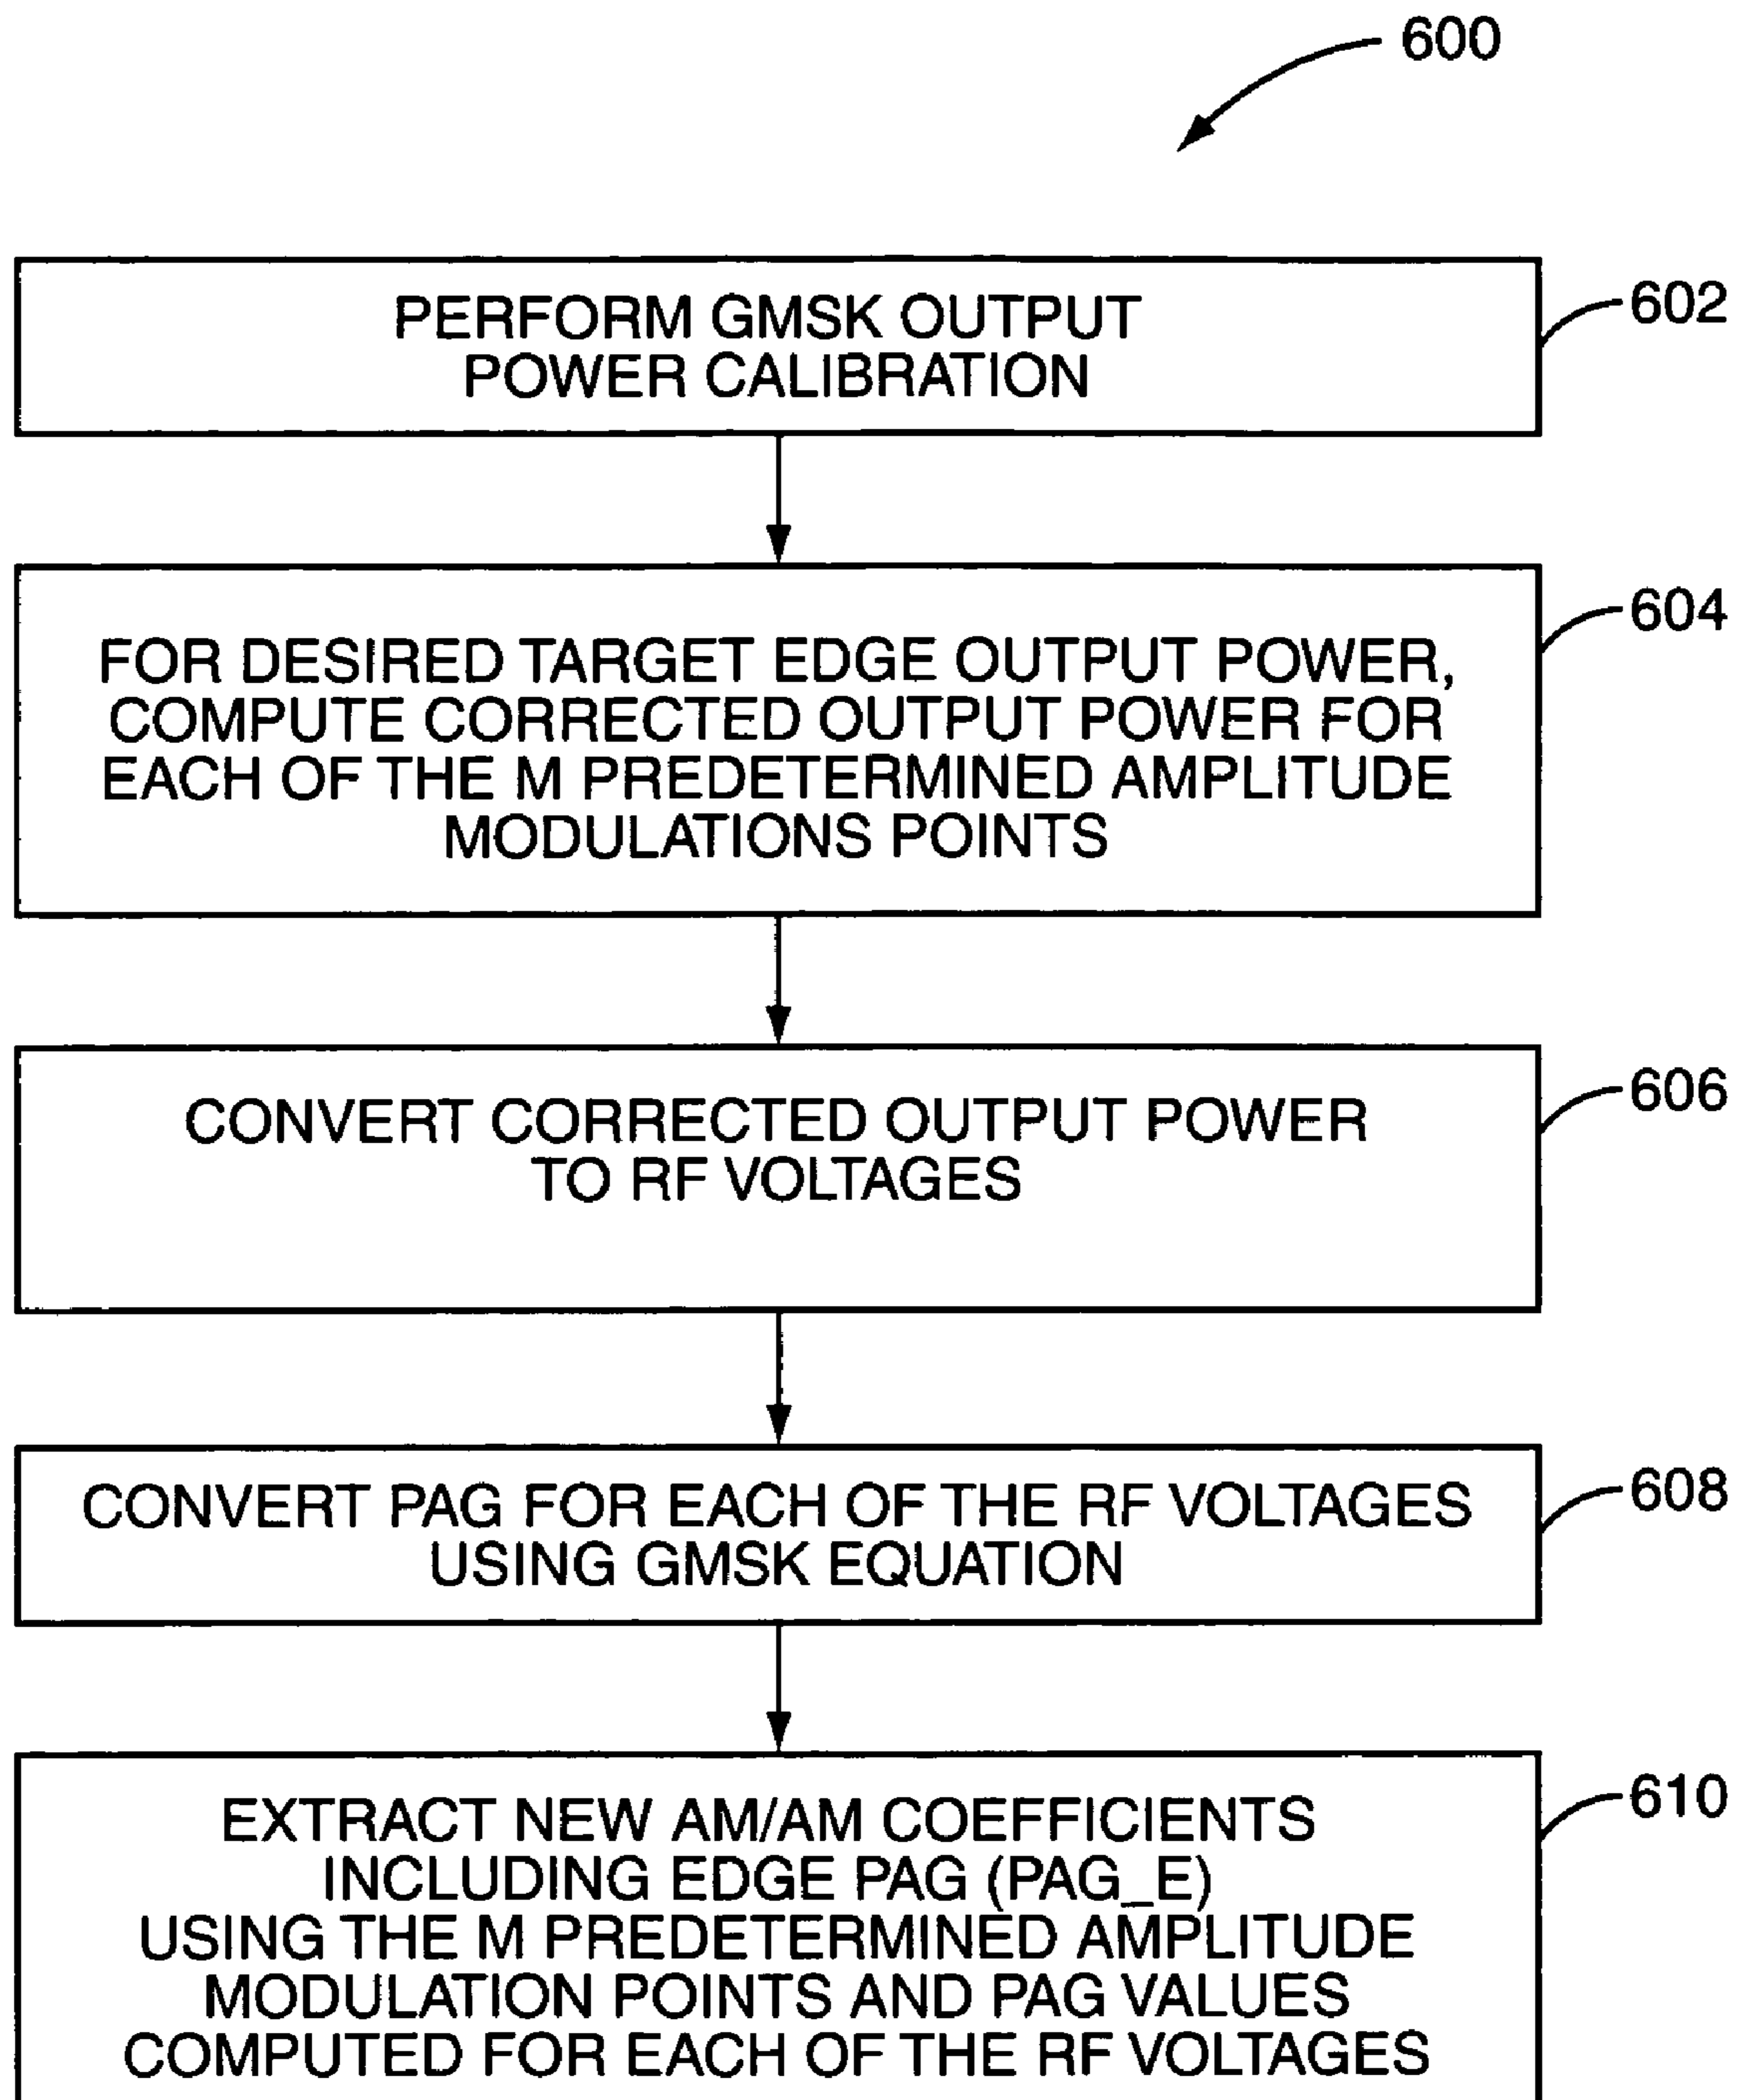 600
PERFORM GMSK OUTPUT
POWER CALIBRATION
602
FOR DESIRED TARGET EDGE OUTPUT POWER,
COMPUTE CORRECTED OUTPUT POWER FOR
EACH OF THE M PREDETERMINED AMPLITUDE
MODULATIONS POINTS
604
CONVERT CORRECTED OUTPUT POWER
TO RF VOLTAGES
606
CONVERT PAG FOR EACH OF THE RF VOLTAGES
USING GMSK EQUATION
608
EXTRACT NEW AM/AM COEFFICIENTS
INCLUDING EDGE PAG (PAG_E)
USING THE M PREDETERMINED AMPLITUDE
MODULATION POINTS AND PAG VALUES
COMPUTED FOR EACH OF THE RF VOLTAGES
610